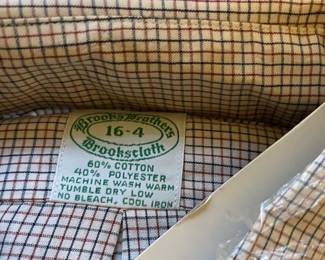 Brooks Brothers
16-4
Brookscloth
60% COTTON
40% POLYESTER
MACHINE WASH WARM
TUMBLE DRY LOW
NO BLEACH, COOL IRON